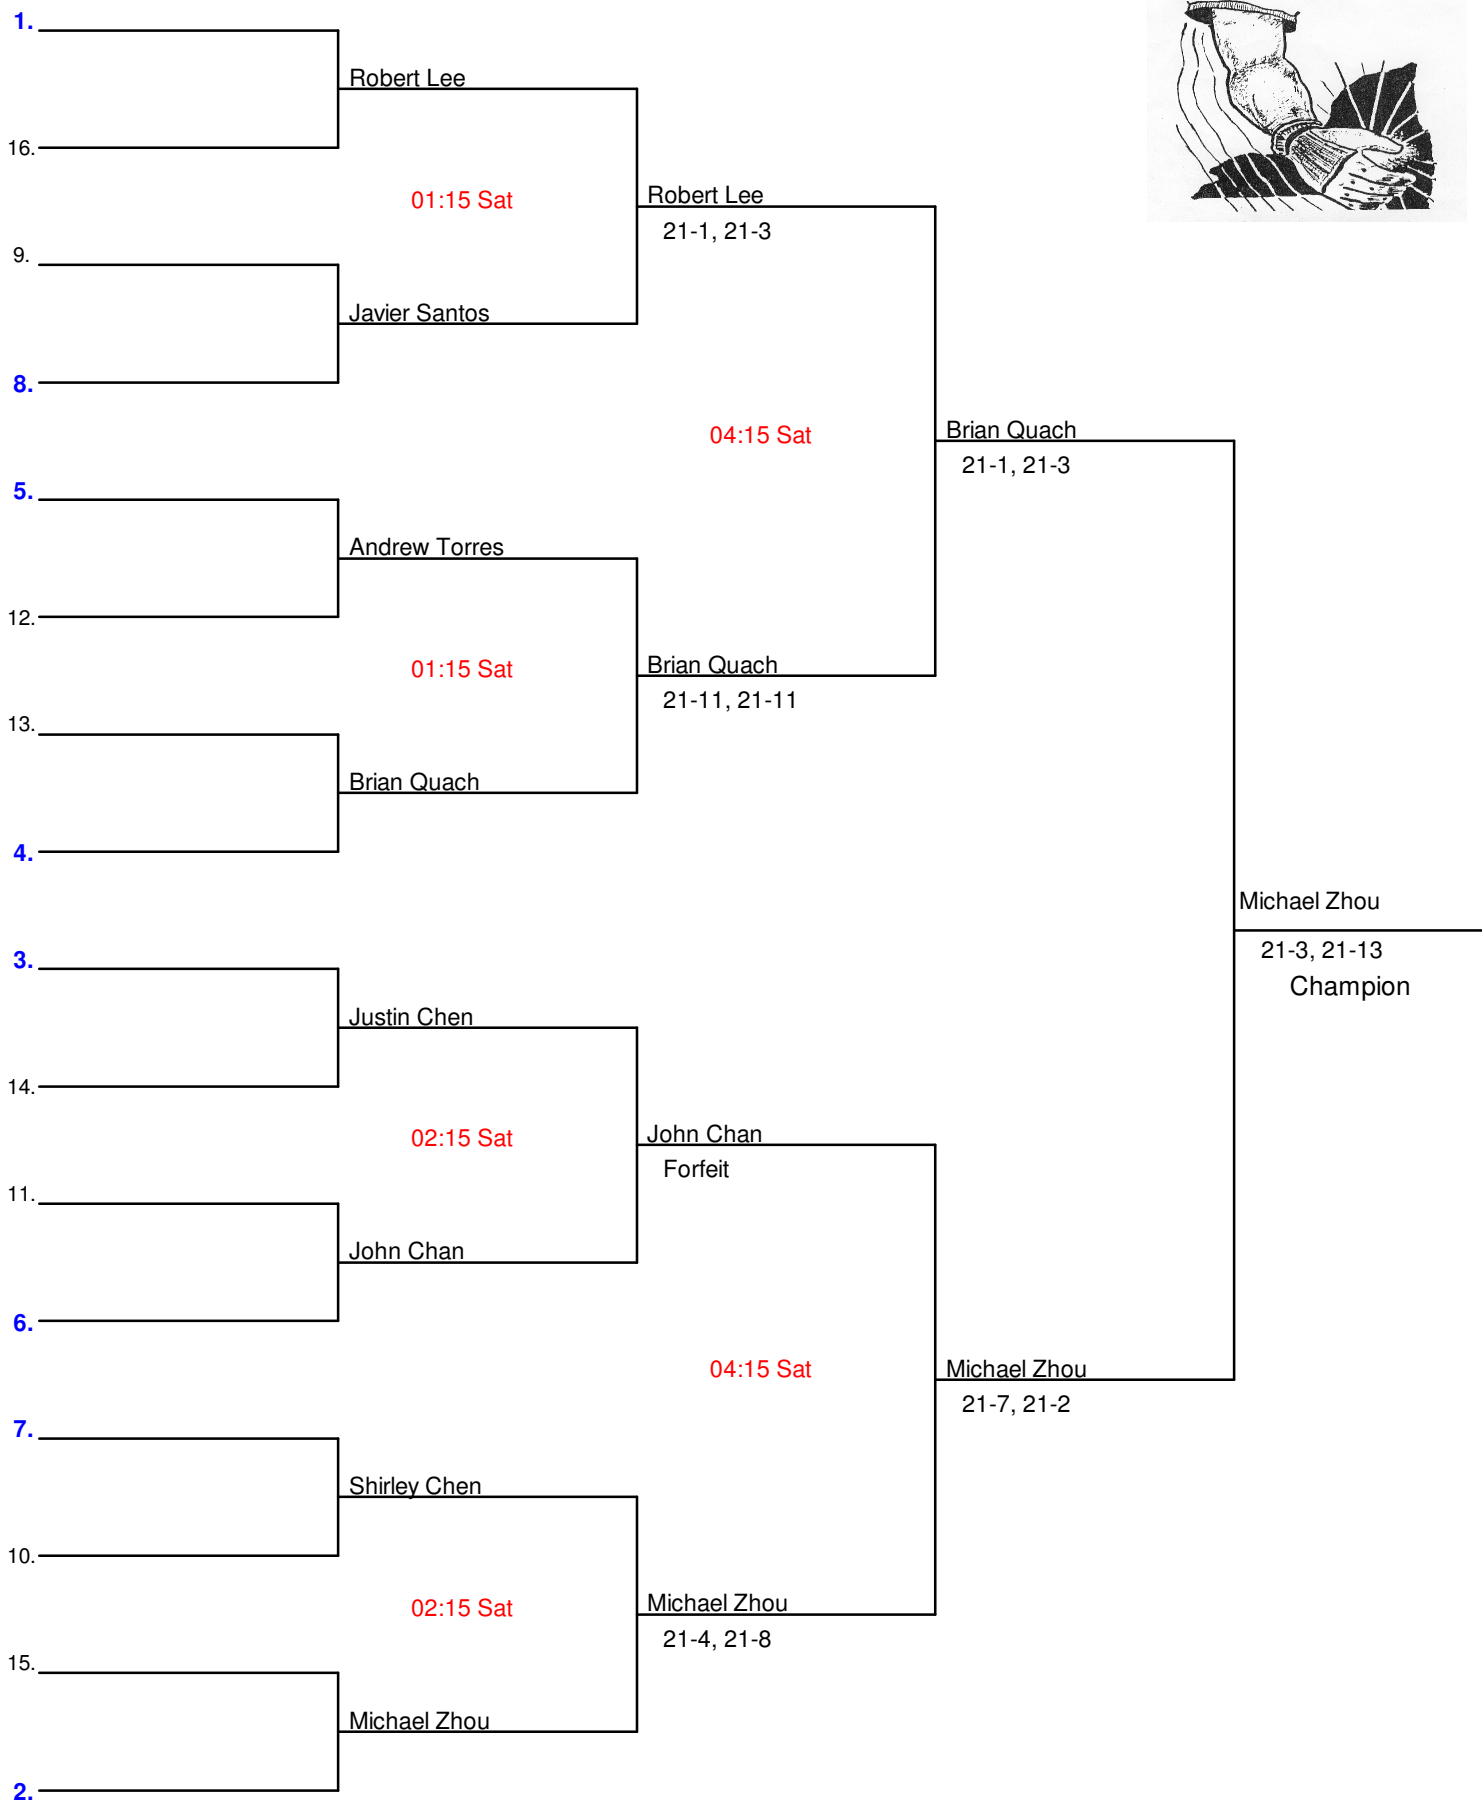 1.
Robert Lee
16.
01:15 Sat
Robert Lee
21-1, 21-3
9.
Javier Santos
8.
04:15 Sat
Brian Quach
21-1, 21-3
5.
Andrew Torres
12.
01:15 Sat
Brian Quach
21-11, 21-11
13.
Brian Quach
4.
Michael Zhou
21-3, 21-13
Champion
3.
Justin Chen
14.
02:15 Sat
John Chan
Forfeit
11.
John Chan
6.
04:15 Sat
Michael Zhou
21-7, 21-2
7.
Shirley Chen
10.
02:15 Sat
Michael Zhou
21-4, 21-8
15.
Michael Zhou
2.